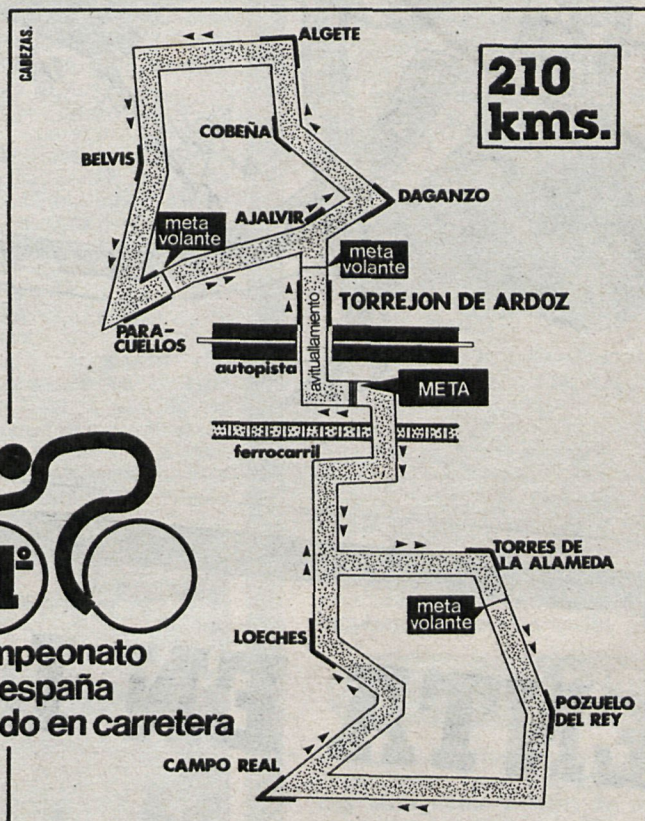 CABEZAS.
210
kms.
ALGETE
COBEÑA
BELVIS
DAGANZO
AJALVIR
meta
volante
meta
volante
TORREJON DE ARDOZ
PARA-
CUELLOS
autopista
avituallamiento
META
ferrocarril
TORRES DE
LA ALAMEDA
meta
volante
LOECHES
POZUELO
DEL REY
CAMPO REAL
1º
mpeonato
españa
do en carretera